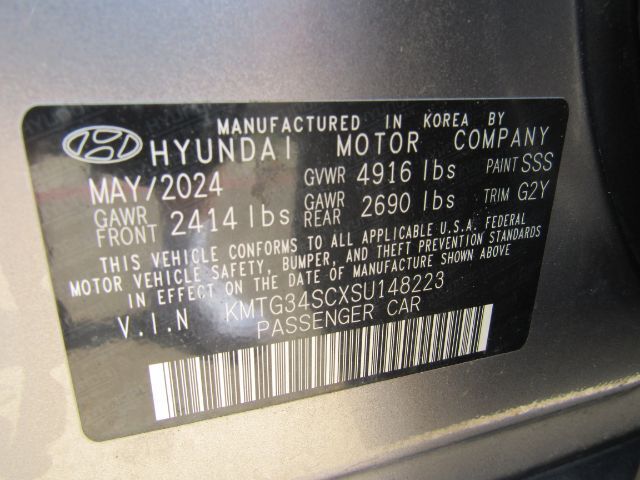 MANUFACTURED IN KOREA BY
HYUNDAI MOTOR COMPANY
MAY/2024 GVWR 4916 lbs PAINT SSS
GAWR FRONT 2414 lbs GAWR REAR 2690 lbs TRIM G2Y
THIS VEHICLE CONFORMS TO ALL APPLICABLE U.S.A. FEDERAL
MOTOR VEHICLE SAFETY, BUMPER, AND THEFT PREVENTION STANDARDS
IN EFFECT ON THE DATE OF MANUFACTURE SHOWN ABOVE
V.I.N KMTG34SCXSU148223
PASSENGER CAR